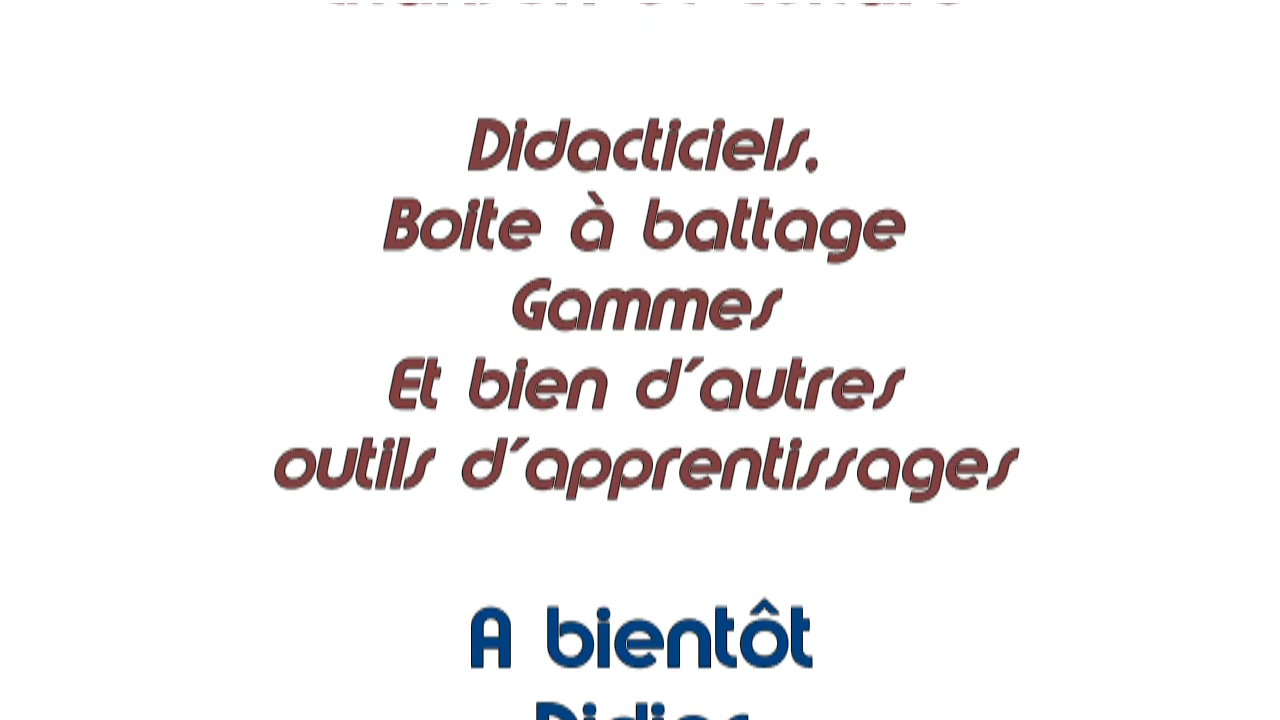 Didacticiels.
Boite à battage
Gammes
Et bien d'autres
outils d'apprentissages
A bientôt